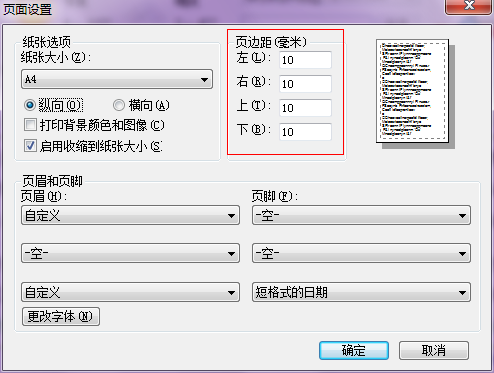 页面设置
纸张选项
纸张大小(Z):
A4
纵向(O)
横向(A)
打印背景颜色和图像(C)
启用收缩到纸张大小(S)
页边距(毫米)
左(L): 10
右(R): 10
上(T): 10
下(B): 10
页眉和页脚
页眉(H):
页脚(F):
自定义
-空-
-空-
-空-
自定义
短格式的日期
更改字体(N)
确定
取消